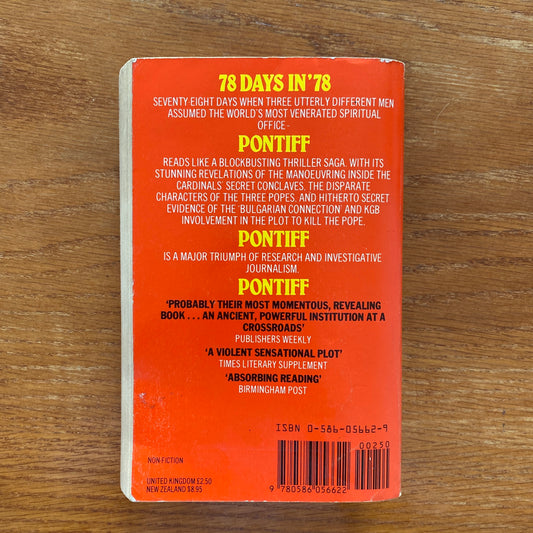 78 DAYS IN '78
SEVENTY-EIGHT DAYS WHEN THREE UTTERLY DIFFERENT MEN
ASSUMED THE WORLD'S MOST VENERATED SPIRITUAL
OFFICE -
PONTIFF
READS LIKE A BLOCKBUSTING THRILLER SAGA. WITH ITS
STUNNING REVELATIONS OF THE MANOEUVRING INSIDE THE
CARDINALS' SECRET CONCLAVES, THE DISPARATE
CHARACTERS OF THE THREE POPES, AND HITHERTO SECRET
EVIDENCE OF THE 'BULGARIAN CONNECTION' AND KGB
INVOLVEMENT IN THE PLOT TO KILL THE POPE.
PONTIFF
IS A MAJOR TRIUMPH OF RESEARCH AND INVESTIGATIVE
JOURNALISM.
PONTIFF
'PROBABLY THEIR MOST MOMENTOUS, REVEALING
BOOK . . . AN ANCIENT, POWERFUL INSTITUTION AT A
CROSSROADS'
PUBLISHERS WEEKLY
'A VIOLENT SENSATIONAL PLOT'
TIMES LITERARY SUPPLEMENT
'ABSORBING READING'
BIRMINGHAM POST
ISBN 0-586-05662-9
00250
NON-FICTION
UNITED KINGDOM £2.50
NEW ZEALAND $8.95
9 780586 056622